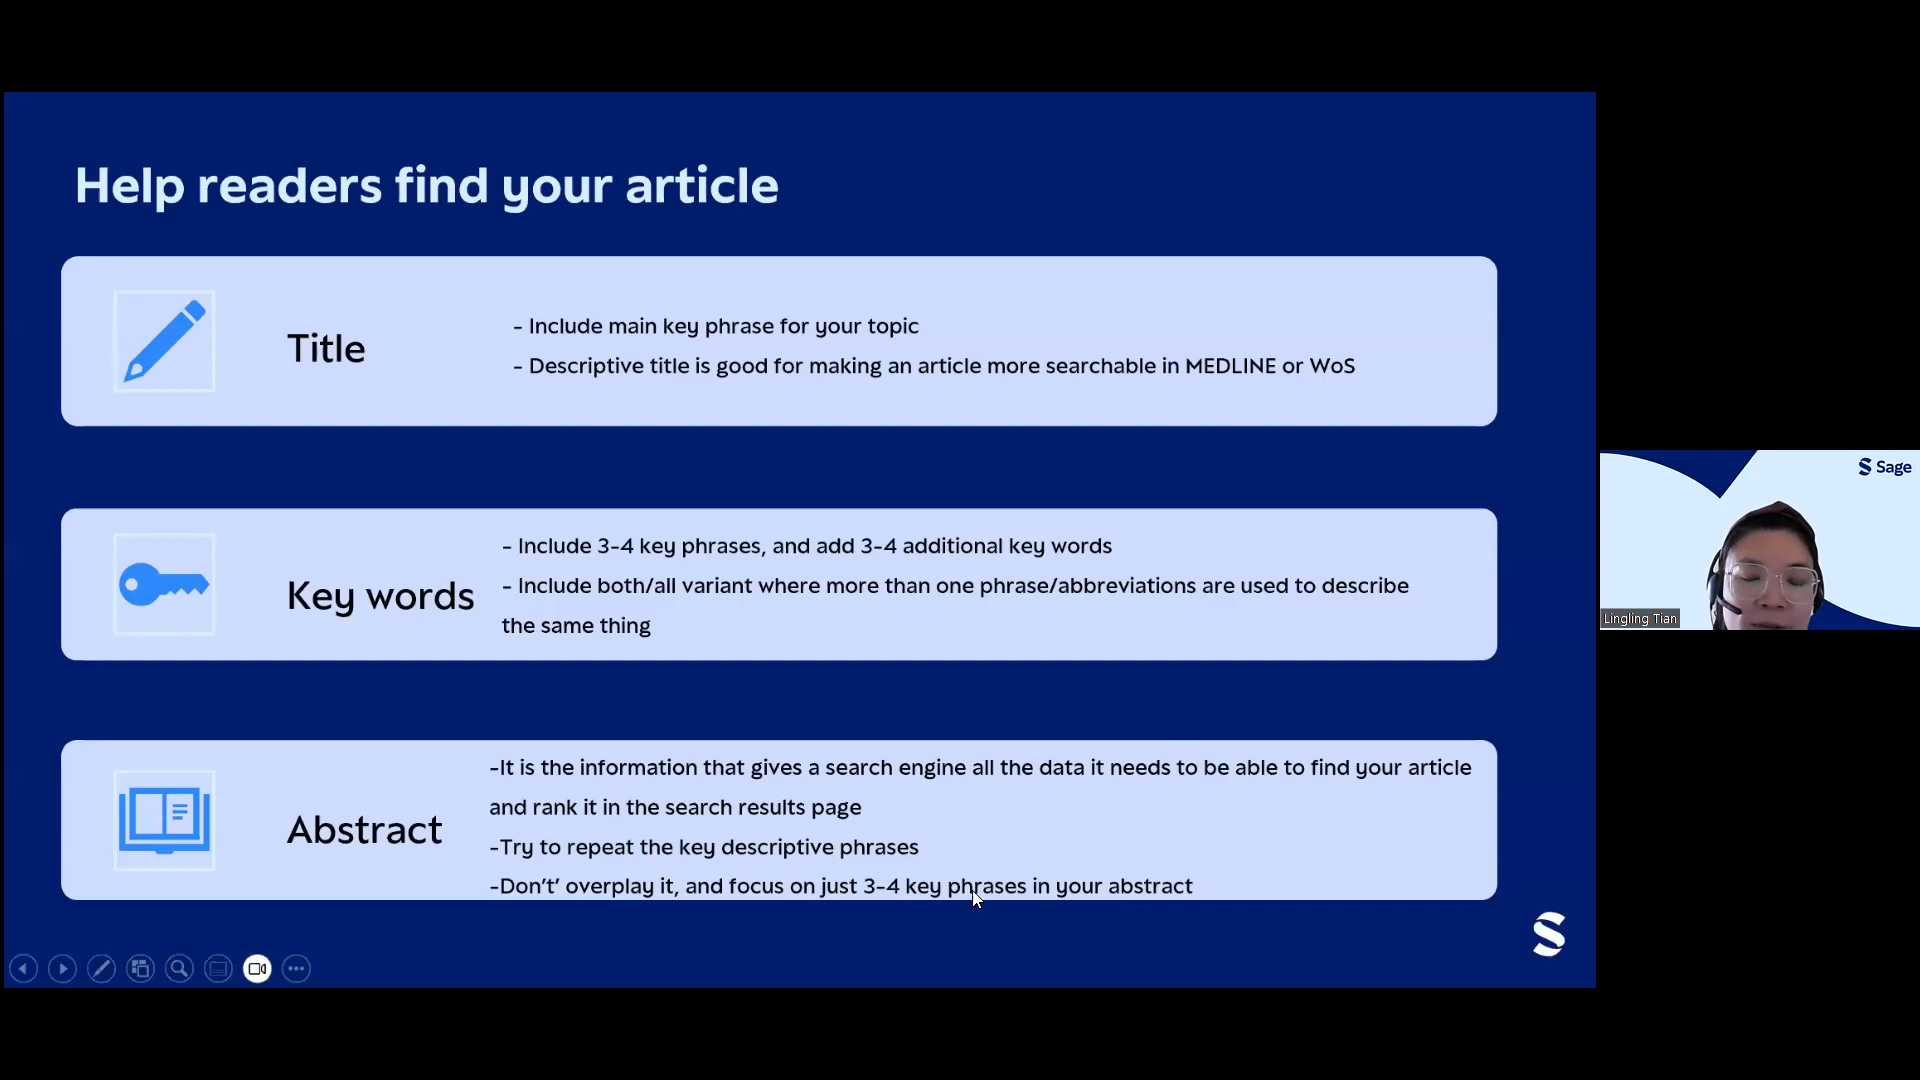 Help readers find your article
Title
- Include main key phrase for your topic
- Descriptive title is good for making an article more searchable in MEDLINE or WoS
Key words
- Include 3-4 key phrases, and add 3-4 additional key words
- Include both/all variant where more than one phrase/abbreviations are used to describe
the same thing
Abstract
-It is the information that gives a search engine all the data it needs to be able to find your article
and rank it in the search results page
-Try to repeat the key descriptive phrases
-Don’t’ overplay it, and focus on just 3-4 key phrases in your abstract
Sage
Lingling Tian